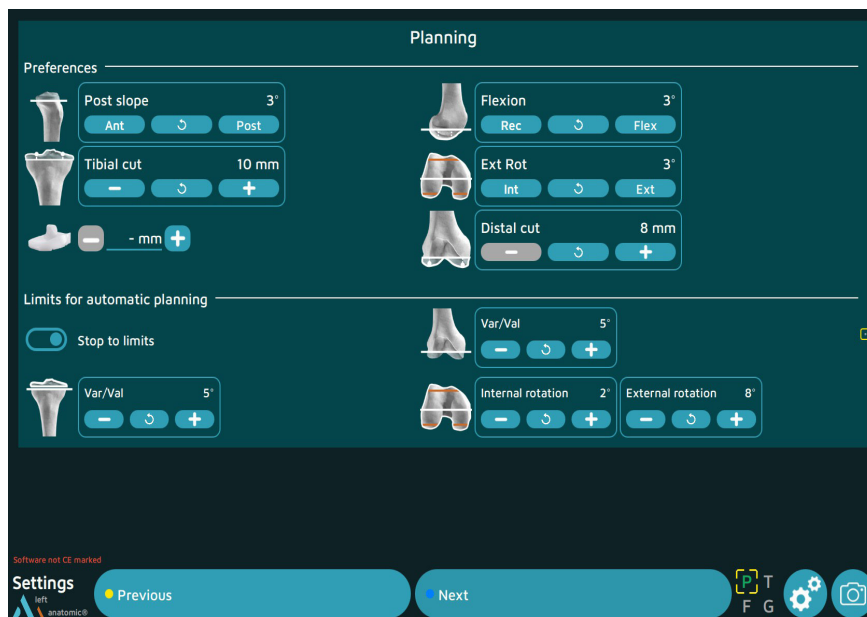 Planning
Preferences
Post slope 3°
Ant Post
Tibial cut 10 mm
- mm
Flexion 3°
Rec Flex
Ext Rot 3°
Int Ext
Distal cut 8 mm
Limits for automatic planning
Stop to limits
Var/Val 5°
Var/Val 5°
Internal rotation 2°
External rotation 8°
Software not CE marked
Settings
left
anatomic®
Previous
Next
P T
F G